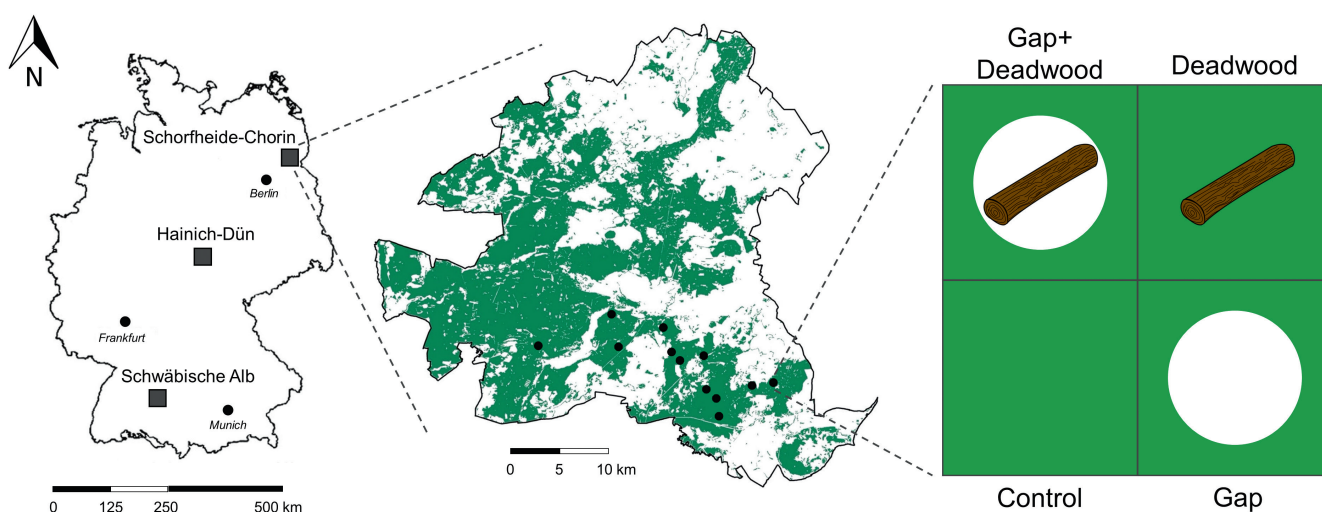 N
Schorfheide-Chorin
Berlin
Hainich-Dün
Frankfurt
Schwäbische Alb
Munich
0 125 250 500 km
0 5 10 km
Gap+
Deadwood
Deadwood
Control
Gap